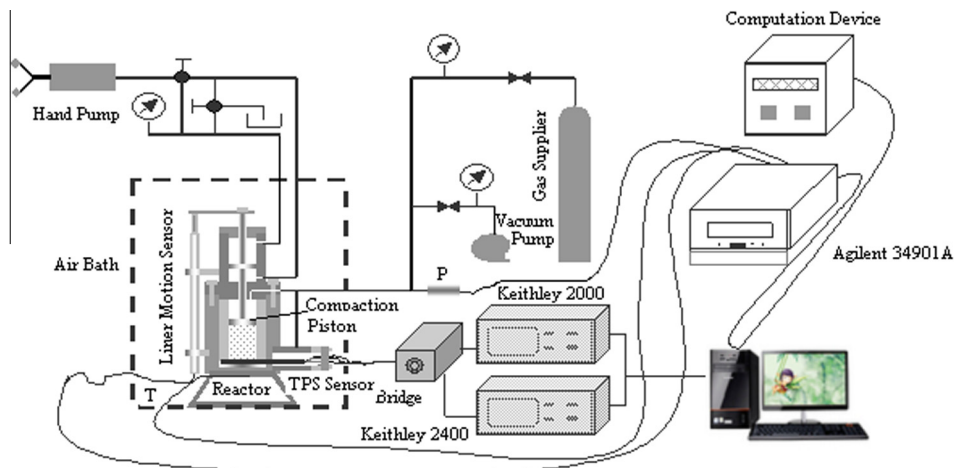 Computation Device
Hand Pump
Gas Supplier
Vacuum
Pump
Liner Motion Sensor
Air Bath
Agilent 34901A
P
Keithley 2000
Compaction
Piston
T
Reactor
TPS Sensor
Bridge
Keithley 2400